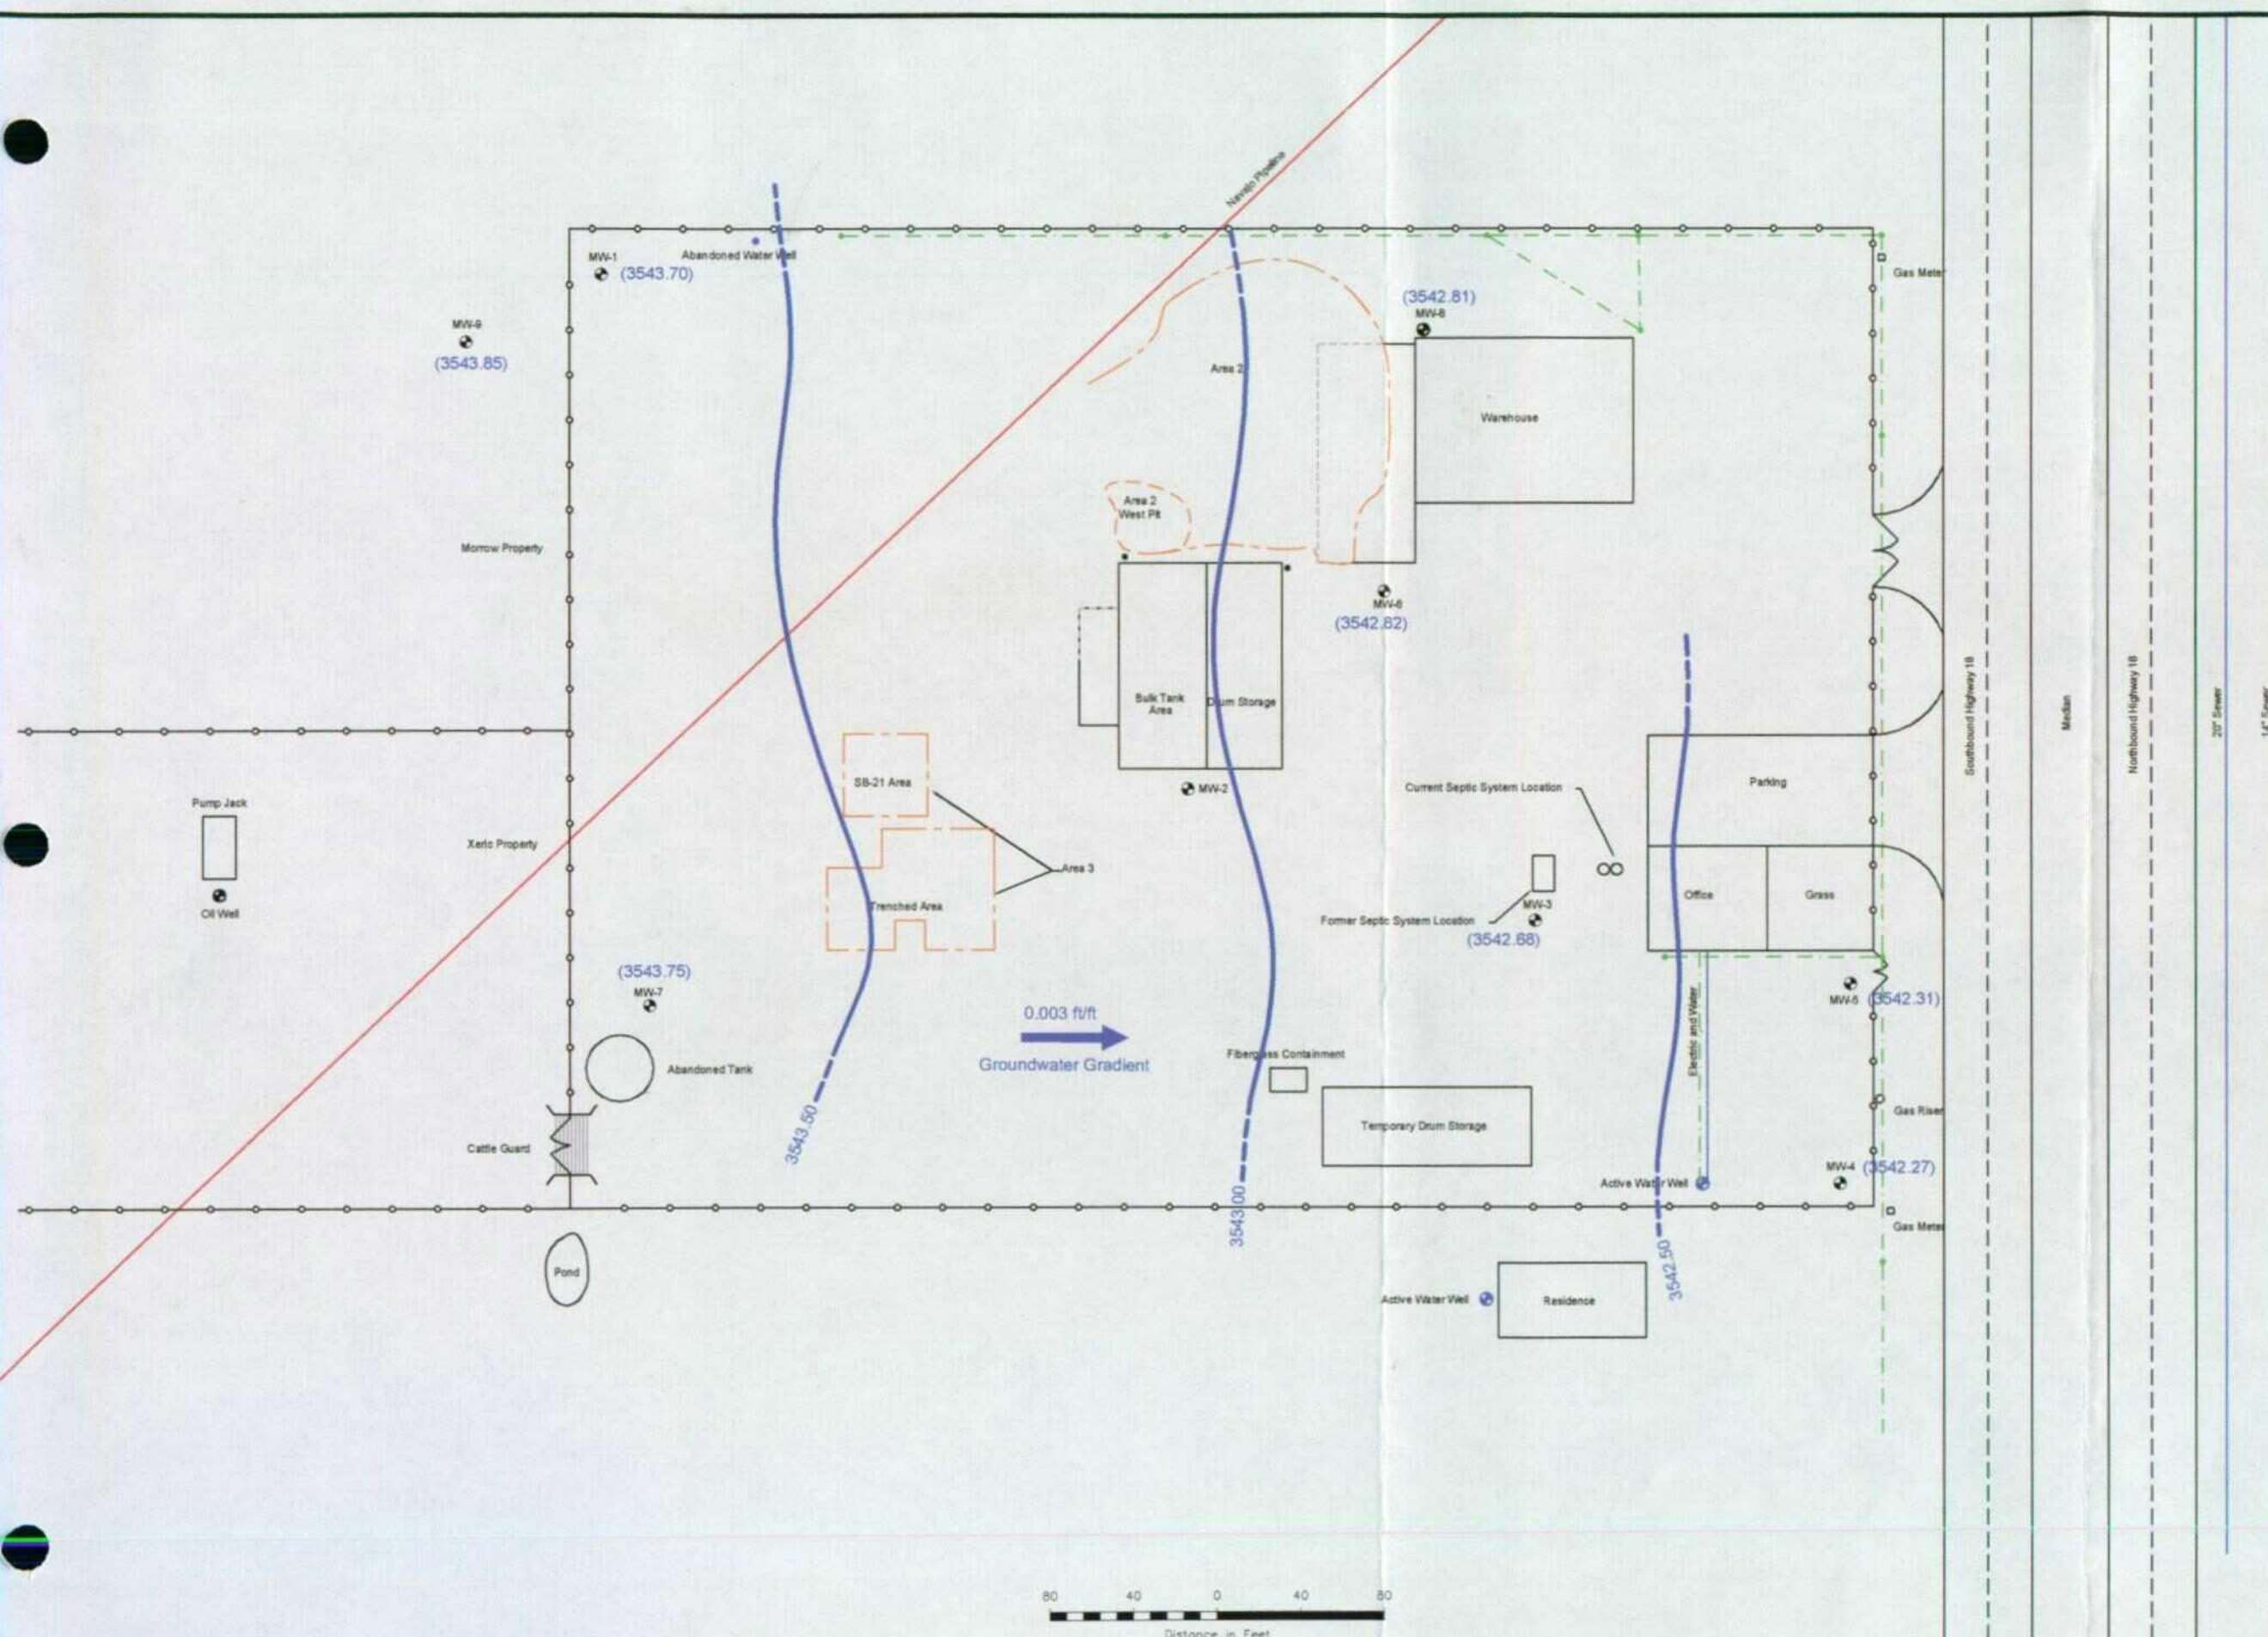 Navajo Pipeline
MW-1
(3543.70)
Abandoned Water Well
Gas Meter
MW-9
(3543.85)
(3542.81)
MW-8
Area 2
Warehouse
Area 2
West Pit
Morrow Property
MW-6
(3542.82)
Bulk Tank
Area
Drum Storage
Southbound Highway 18
Median
Northbound Highway 18
20" Sewer
14" Sewer
SB-21 Area
MW-2
Current Septic System Location
Parking
Pump Jack
Xeric Property
Area 3
Oil Well
Trenched Area
Former Septic System Location
MW-3
(3542.68)
Office
Grass
(3543.75)
MW-7
MW-5 (3542.31)
Electric and Water
0.003 ft/ft
Groundwater Gradient
Fiberglass Containment
Abandoned Tank
Gas Riser
3543.50
Temporary Drum Storage
Cattle Guard
MW-4 (3542.27)
Active Water Well
3543.00
Gas Meter
3542.50
Pond
Active Water Well
Residence
80 40 0 40 80
Distance in Feet